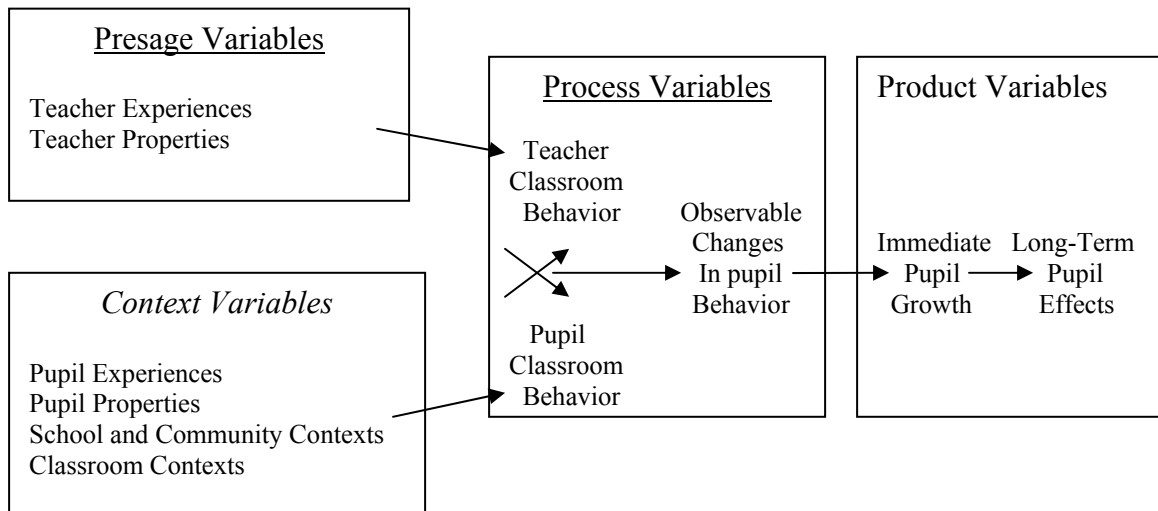 Presage Variables
Teacher Experiences
Teacher Properties
Context Variables
Pupil Experiences
Pupil Properties
School and Community Contexts
Classroom Contexts
Process Variables
Teacher
Classroom
Behavior
Pupil
Classroom
Behavior
Observable
Changes
In pupil
Behavior
Product Variables
Immediate
Pupil
Growth
Long-Term
Pupil
Effects